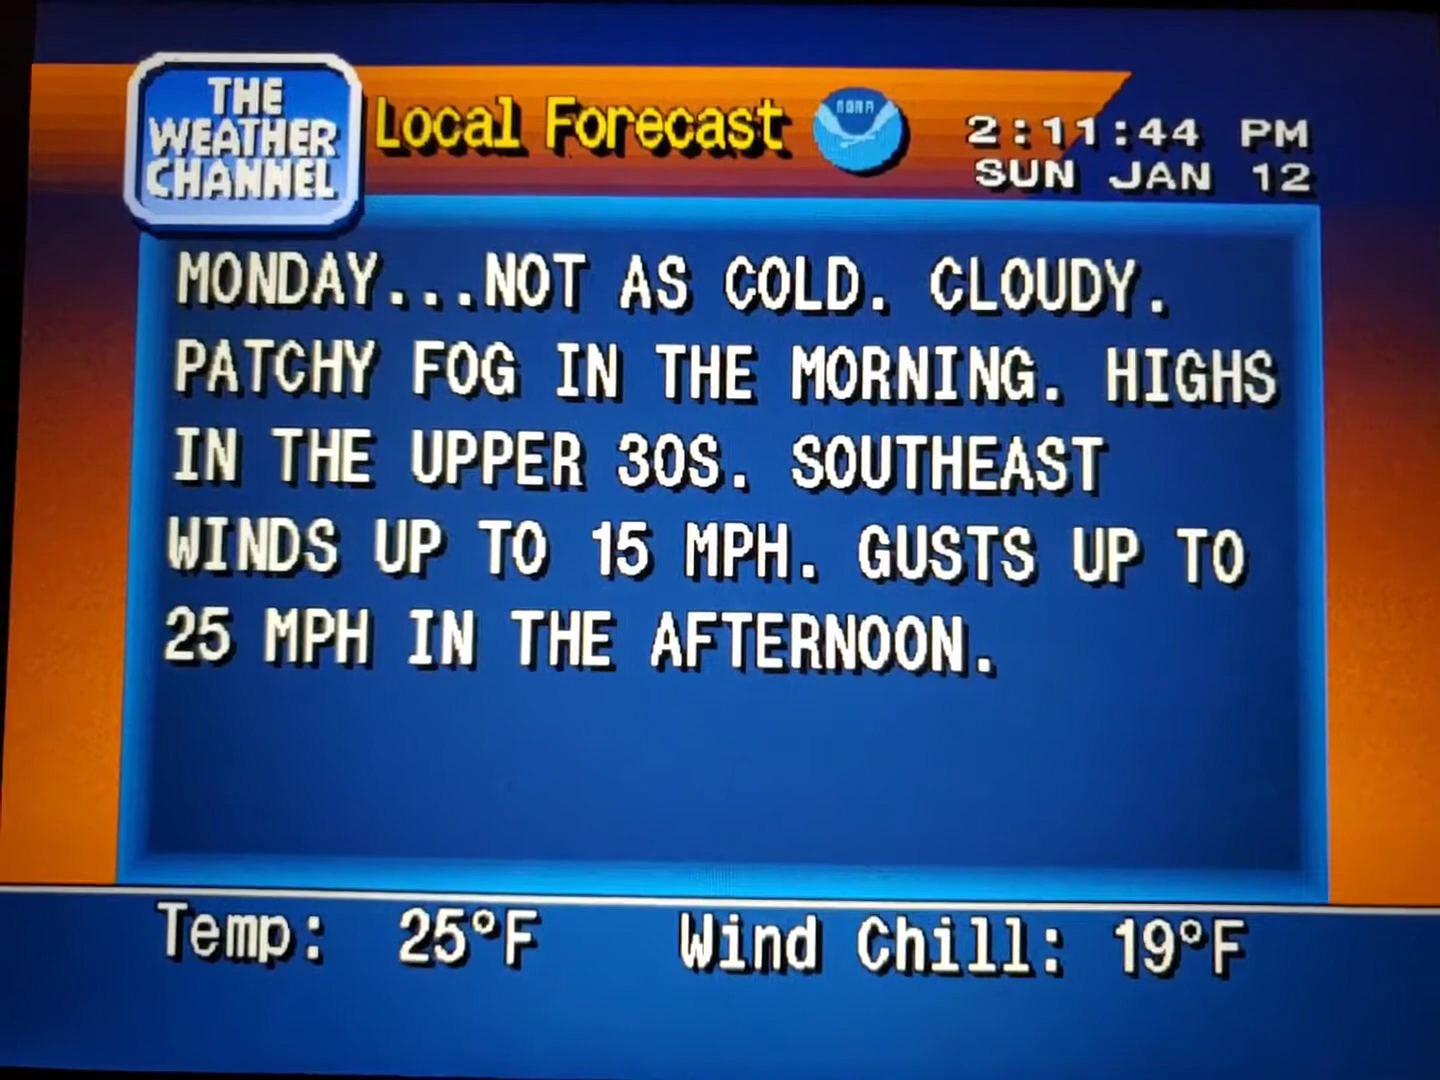 THE
WEATHER
CHANNEL
Local Forecast
NOAA
2:11:44 PM
SUN JAN 12
MONDAY...NOT AS COLD. CLOUDY.
PATCHY FOG IN THE MORNING. HIGHS
IN THE UPPER 30S. SOUTHEAST
WINDS UP TO 15 MPH. GUSTS UP TO
25 MPH IN THE AFTERNOON.
Temp: 25°F Wind Chill: 19°F